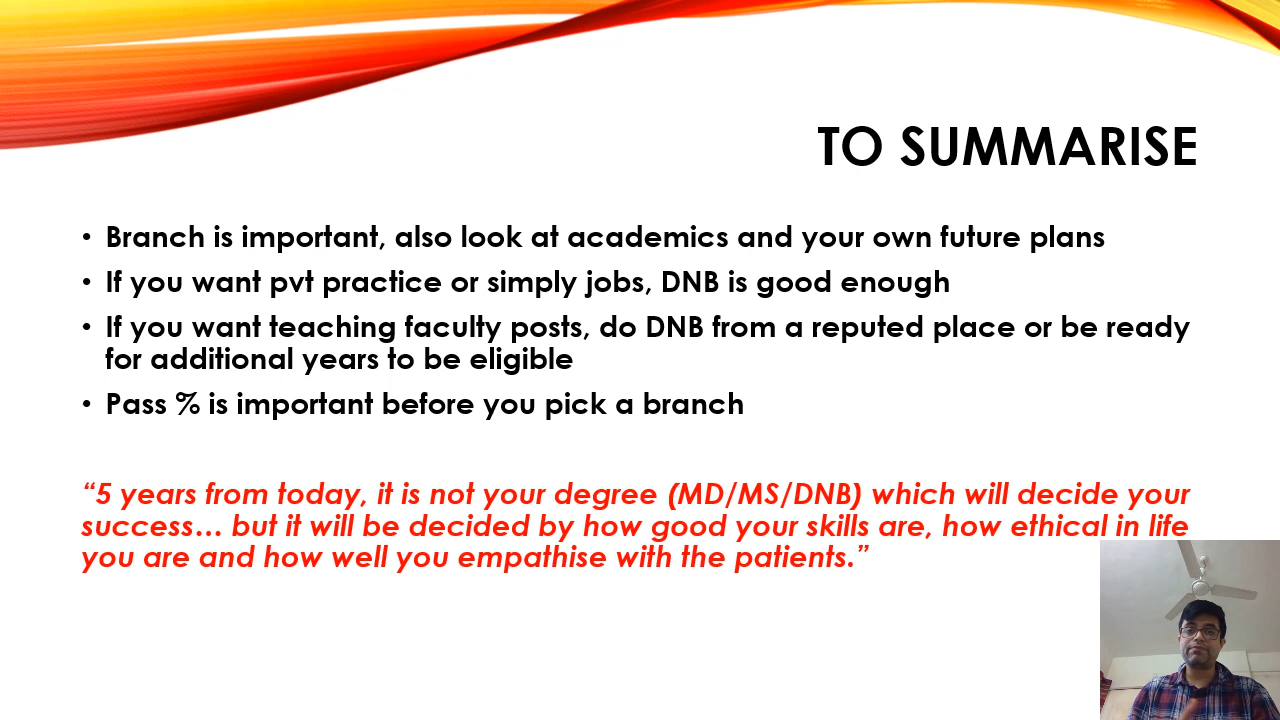 TO SUMMARISE
• Branch is important, also look at academics and your own future plans
• If you want pvt practice or simply jobs, DNB is good enough
• If you want teaching faculty posts, do DNB from a reputed place or be ready
for additional years to be eligible
• Pass % is important before you pick a branch
“5 years from today, it is not your degree (MD/MS/DNB) which will decide your
success... but it will be decided by how good your skills are, how ethical in life
you are and how well you empathise with the patients.”